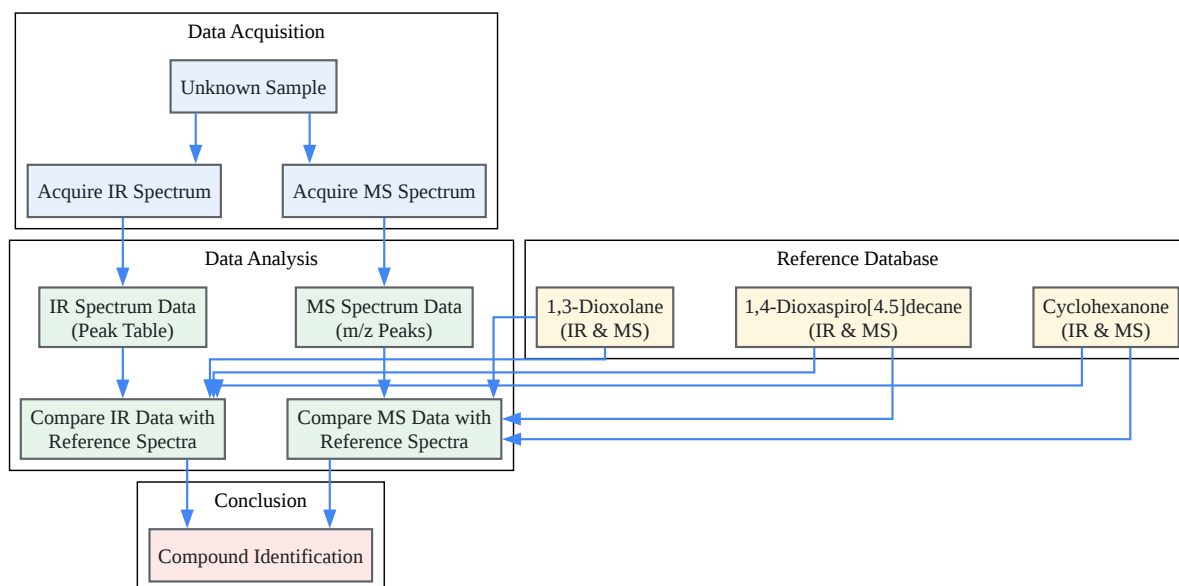 Data Acquisition
Unknown Sample
Acquire IR Spectrum
Acquire MS Spectrum
Data Analysis
Reference Database
IR Spectrum Data
(Peak Table)
MS Spectrum Data
(m/z Peaks)
1,3-Dioxolane
(IR & MS)
1,4-Dioxaspiro[4.5]decane
(IR & MS)
Cyclohexanone
(IR & MS)
Compare IR Data with
Reference Spectra
Compare MS Data with
Reference Spectra
Conclusion
Compound Identification